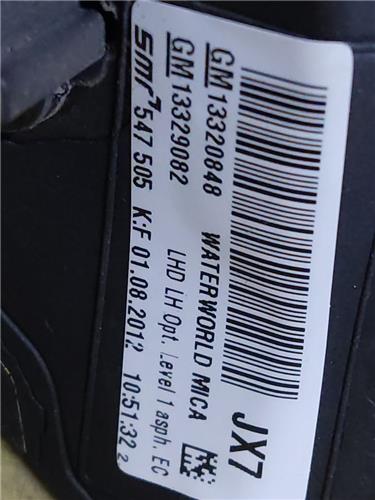 JX7
GM 13320848 WATERWORLD MICA
GM 13329082 LHD LH Opt. Level 1 asph. EC
SMR 547 505 K:F 01.08.2012 10:51:32 2